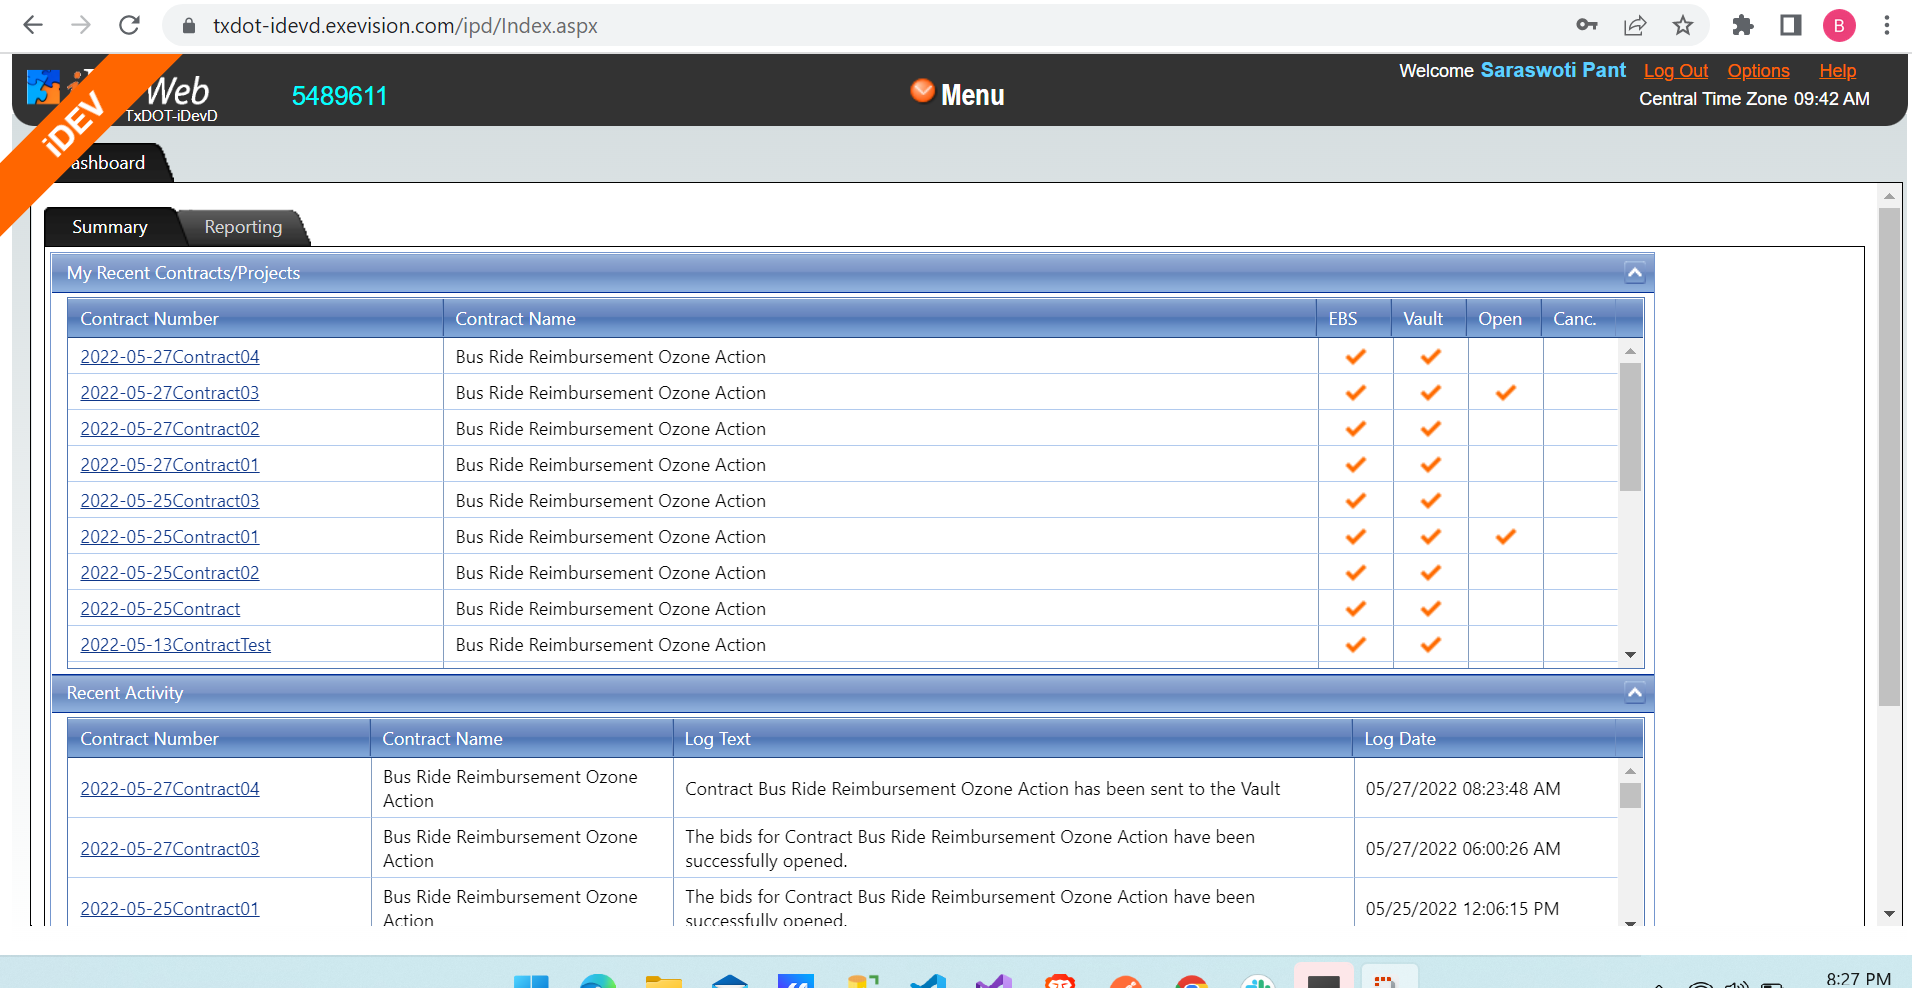 txdot-idevd.exevision.com/ipd/Index.aspx
B
iDEV
Web
TxDOT-iDevD
5489611
Menu
Welcome Saraswoti Pant Log Out Options Help
Central Time Zone 09:42 AM
ashboard
Summary Reporting
My Recent Contracts/Projects
Contract Number Contract Name EBS Vault Open Canc.
2022-05-27Contract04 Bus Ride Reimbursement Ozone Action
2022-05-27Contract03 Bus Ride Reimbursement Ozone Action
2022-05-27Contract02 Bus Ride Reimbursement Ozone Action
2022-05-27Contract01 Bus Ride Reimbursement Ozone Action
2022-05-25Contract03 Bus Ride Reimbursement Ozone Action
2022-05-25Contract01 Bus Ride Reimbursement Ozone Action
2022-05-25Contract02 Bus Ride Reimbursement Ozone Action
2022-05-25Contract Bus Ride Reimbursement Ozone Action
2022-05-13ContractTest Bus Ride Reimbursement Ozone Action
Recent Activity
Contract Number Contract Name Log Text Log Date
2022-05-27Contract04 Bus Ride Reimbursement Ozone
Action Contract Bus Ride Reimbursement Ozone Action has been sent to the Vault 05/27/2022 08:23:48 AM
2022-05-27Contract03 Bus Ride Reimbursement Ozone
Action The bids for Contract Bus Ride Reimbursement Ozone Action have been
successfully opened. 05/27/2022 06:00:26 AM
2022-05-25Contract01 Bus Ride Reimbursement Ozone
Action The bids for Contract Bus Ride Reimbursement Ozone Action have been
successfully opened. 05/25/2022 12:06:15 PM
8:27 PM